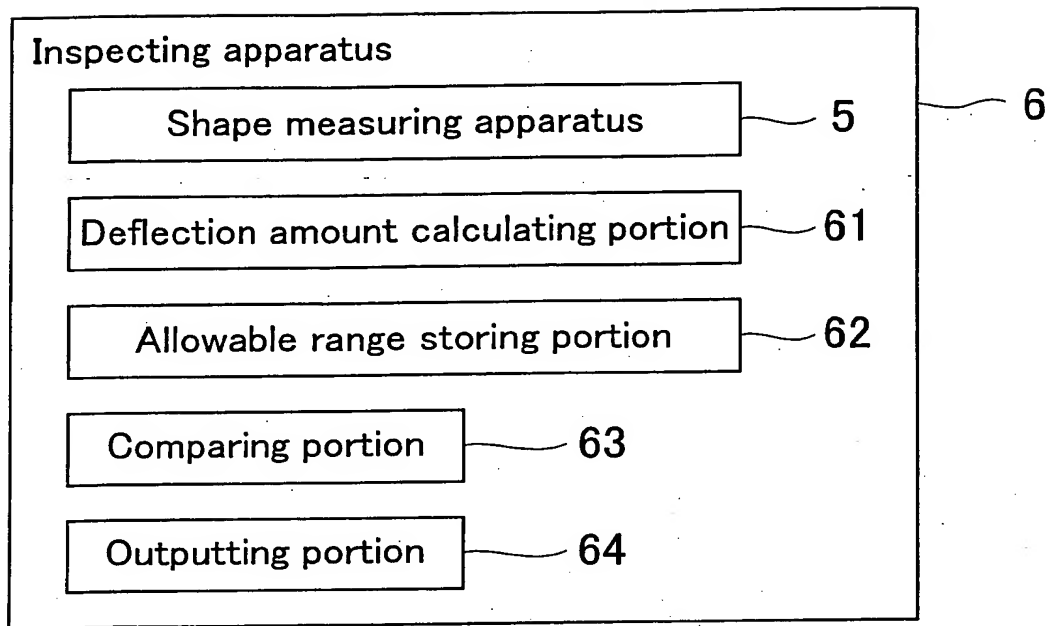 Inspecting apparatus
6
Shape measuring apparatus 5
Deflection amount calculating portion 61
Allowable range storing portion 62
Comparing portion 63
Outputting portion 64